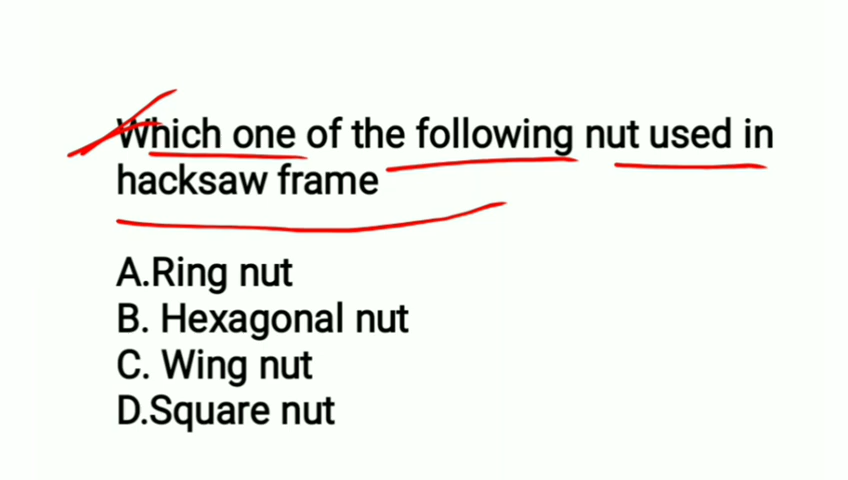 Which one of the following nut used in
hacksaw frame
A.Ring nut
B. Hexagonal nut
C. Wing nut
D.Square nut